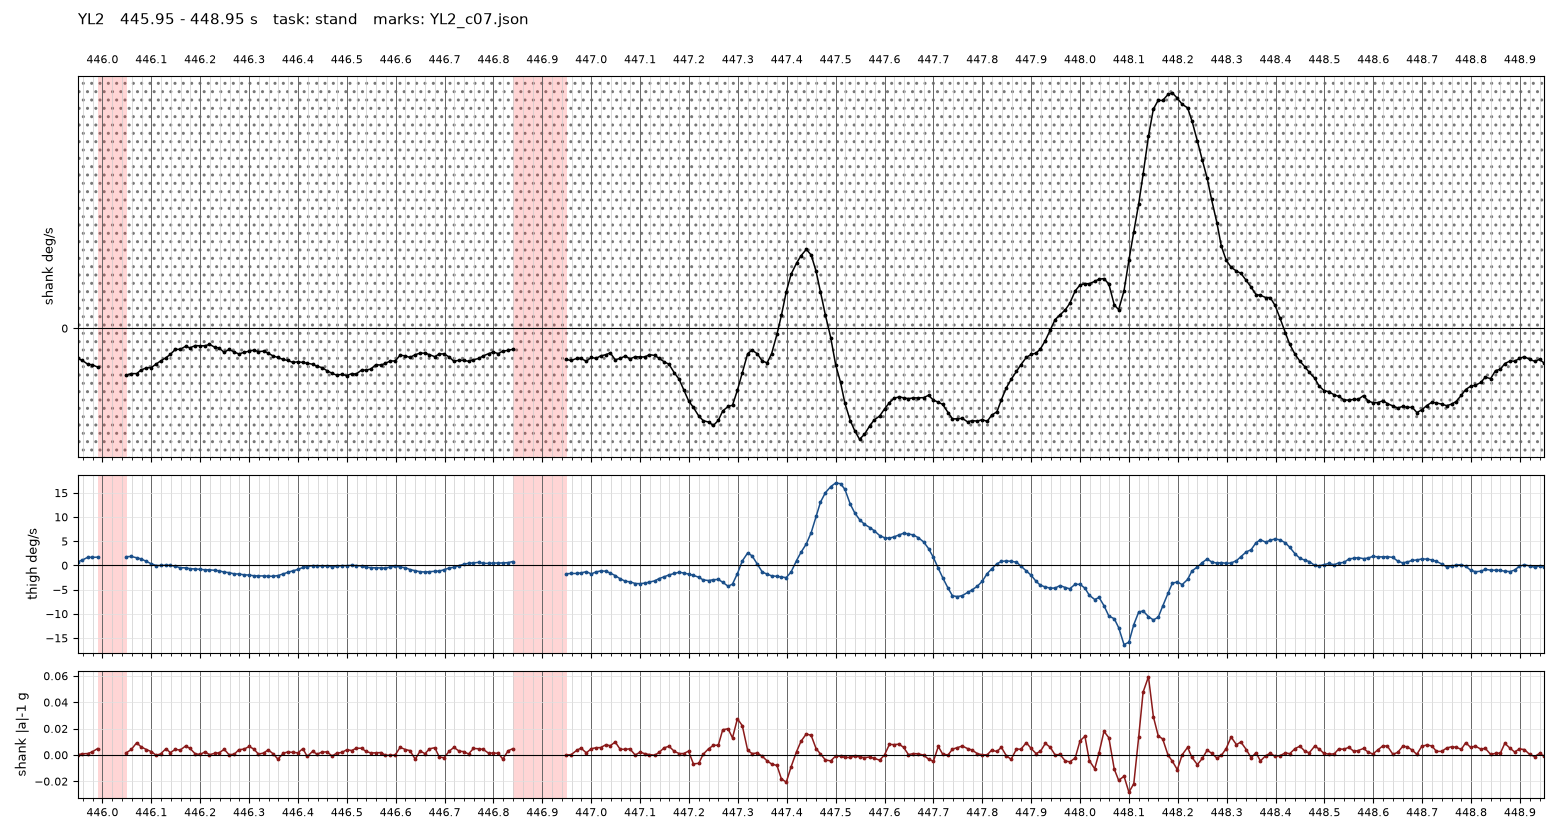 YL2 445.95 - 448.95 s task: stand marks: YL2_c07.json
446.0 446.1 446.2 446.3 446.4 446.5 446.6 446.7 446.8 446.9 447.0 447.1 447.2 447.3 447.4 447.5 447.6 447.7 447.8 447.9 448.0 448.1 448.2 448.3 448.4 448.5 448.6 448.7 448.8 448.9
shank deg/s
0
thigh deg/s
15
10
5
0
−5
−10
−15
shank |a|-1 g
0.06
0.04
0.02
0.00
−0.02
446.0 446.1 446.2 446.3 446.4 446.5 446.6 446.7 446.8 446.9 447.0 447.1 447.2 447.3 447.4 447.5 447.6 447.7 447.8 447.9 448.0 448.1 448.2 448.3 448.4 448.5 448.6 448.7 448.8 448.9